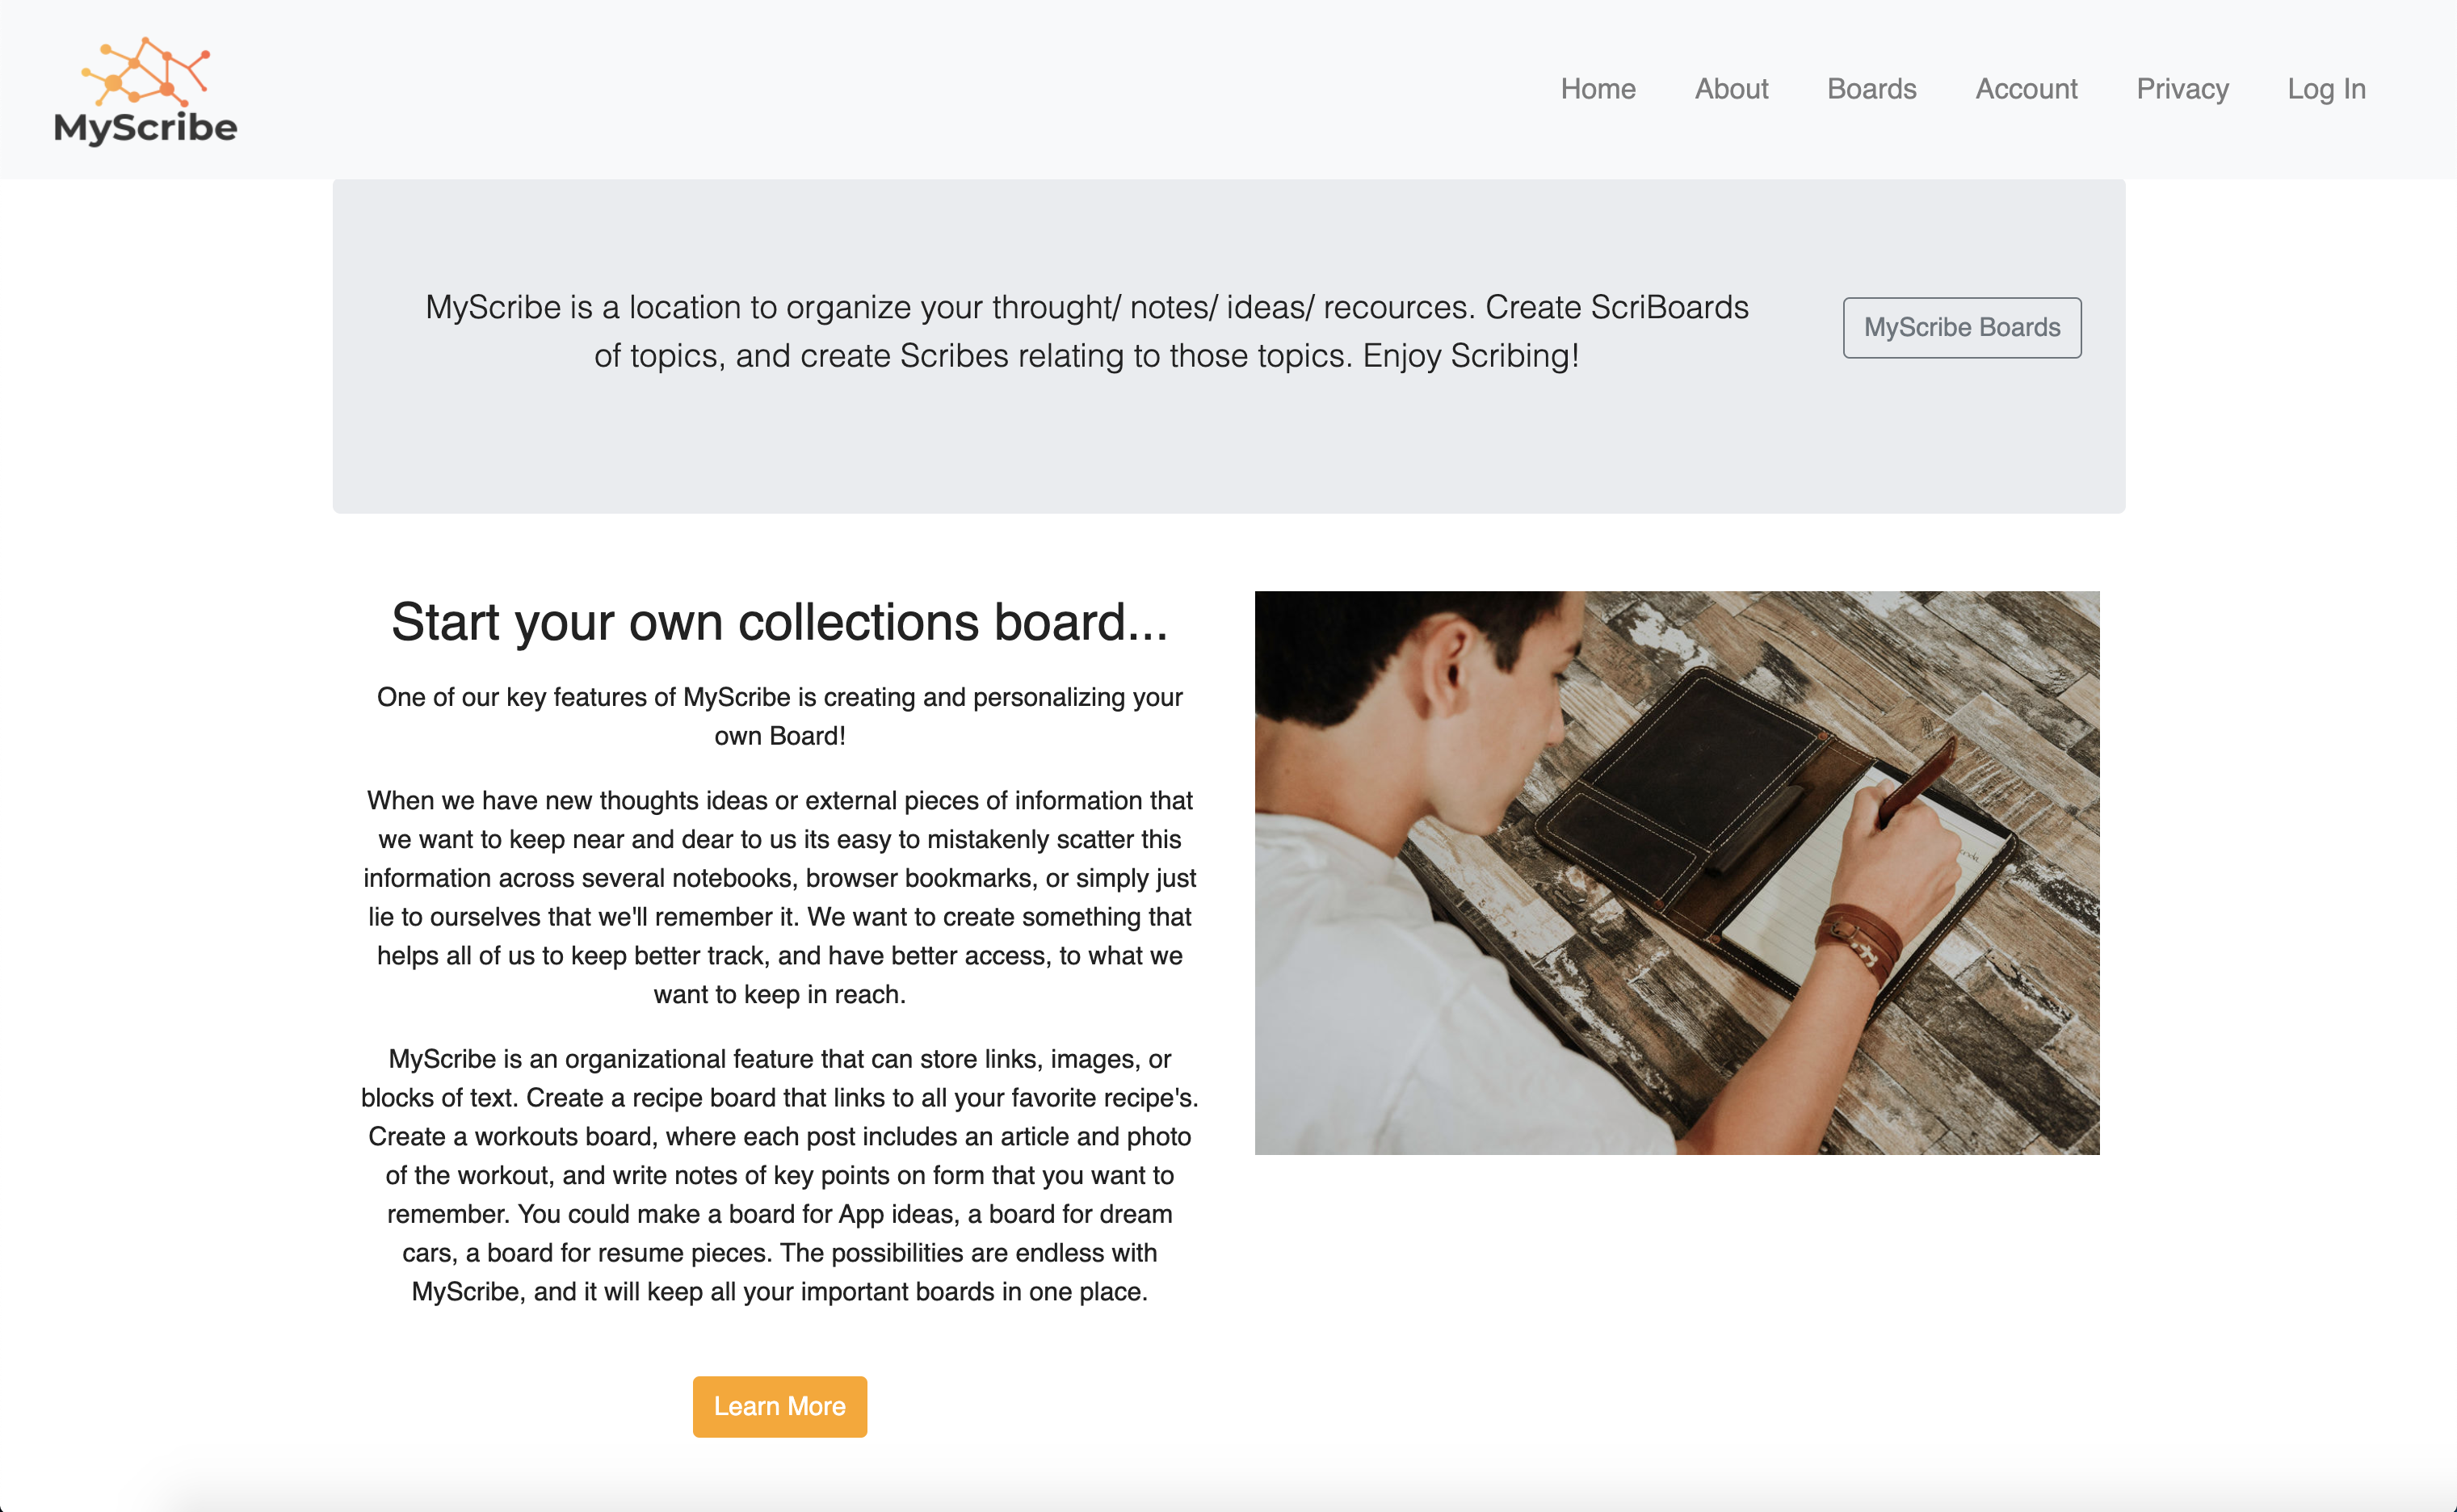 MyScribe
Home About Boards Account Privacy Log In
MyScribe is a location to organize your throught/ notes/ ideas/ recources. Create ScriBoards
of topics, and create Scribes relating to those topics. Enjoy Scribing!
MyScribe Boards
Start your own collections board...
One of our key features of MyScribe is creating and personalizing your
own Board!
When we have new thoughts ideas or external pieces of information that
we want to keep near and dear to us its easy to mistakenly scatter this
information across several notebooks, browser bookmarks, or simply just
lie to ourselves that we'll remember it. We want to create something that
helps all of us to keep better track, and have better access, to what we
want to keep in reach.
MyScribe is an organizational feature that can store links, images, or
blocks of text. Create a recipe board that links to all your favorite recipe's.
Create a workouts board, where each post includes an article and photo
of the workout, and write notes of key points on form that you want to
remember. You could make a board for App ideas, a board for dream
cars, a board for resume pieces. The possibilities are endless with
MyScribe, and it will keep all your important boards in one place.
Learn More